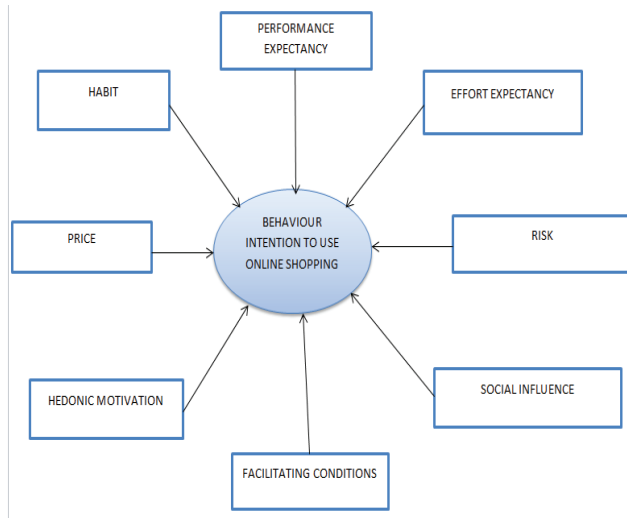 PERFORMANCE
EXPECTANCY
HABIT
EFFORT EXPECTANCY
BEHAVIOUR
INTENTION TO USE
ONLINE SHOPPING
PRICE
RISK
HEDONIC MOTIVATION
SOCIAL INFLUENCE
FACILITATING CONDITIONS